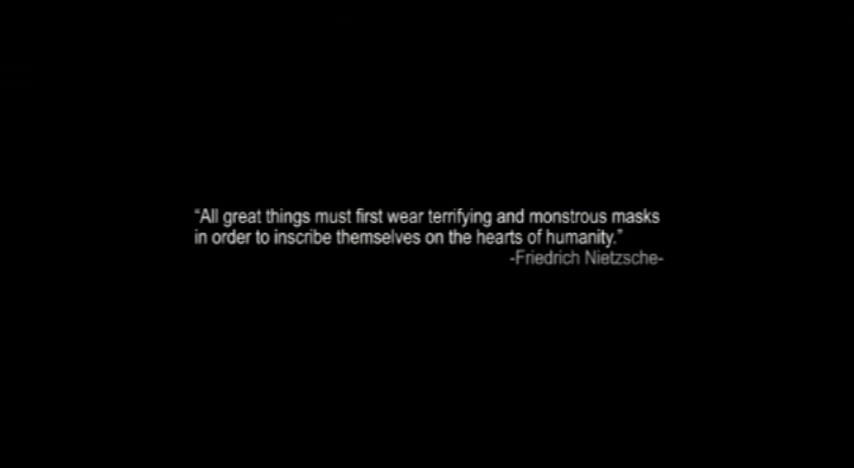 “All great things must first wear terrifying and monstrous masks
in order to inscribe themselves on the hearts of humanity.”
-Friedrich Nietzsche-